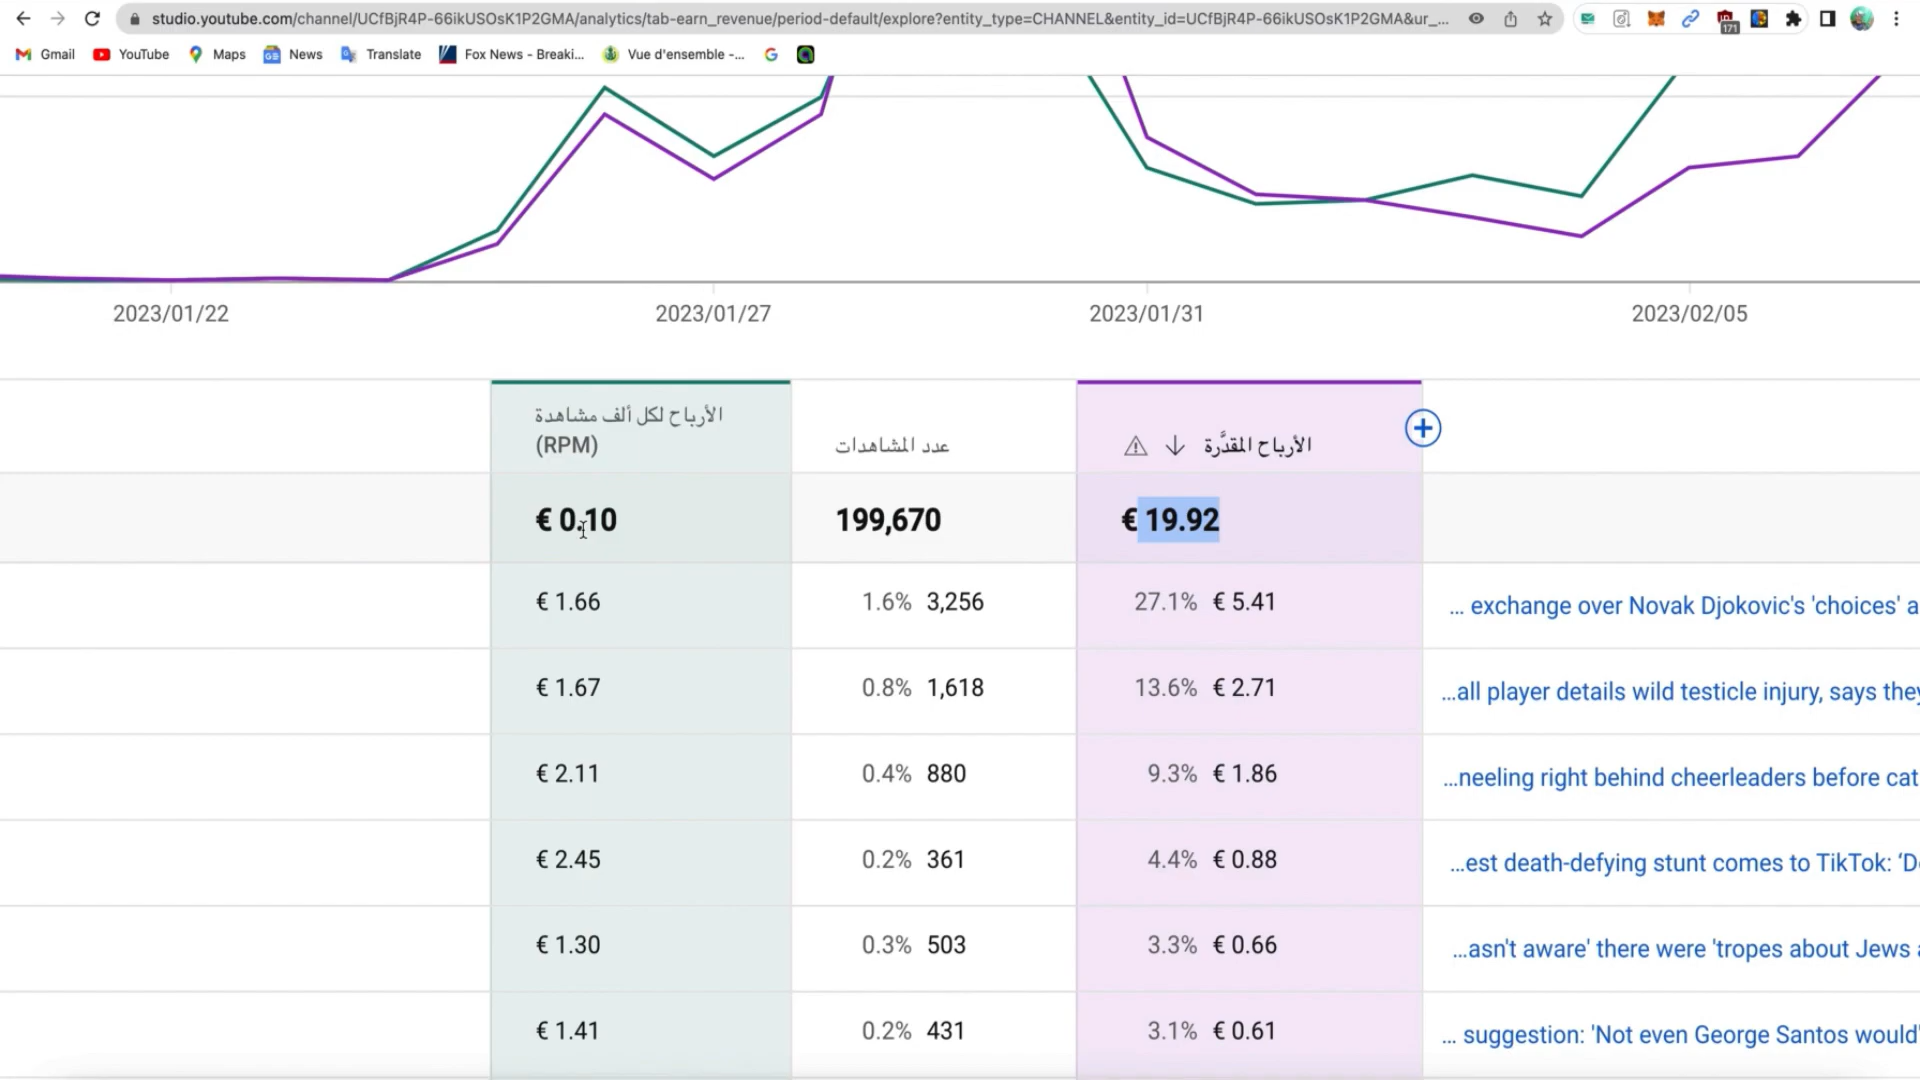 studio.youtube.com/channel/UCfBjR4P-66ikUSOsK1P2GMA/analytics/tab-earn_revenue/period-default/explore?entity_type=CHANNEL&entity_id=UCfBjR4P-66ikUSOsK1P2GMA&ur_...
171
Gmail YouTube Maps News Translate Fox News - Breaki... Vue d'ensemble -...
2023/01/22 2023/01/27 2023/01/31 2023/02/05
الأرباح لكل ألف مشاهدة
(RPM) عدد المشاهدات الأرباح المقدَّرة
€ 0.10 199,670 € 19.92
€ 1.66 1.6% 3,256 27.1% € 5.41 ... exchange over Novak Djokovic's 'choices' a
€ 1.67 0.8% 1,618 13.6% € 2.71 ...all player details wild testicle injury, says they
€ 2.11 0.4% 880 9.3% € 1.86 ...neeling right behind cheerleaders before cat
€ 2.45 0.2% 361 4.4% € 0.88 ...est death-defying stunt comes to TikTok: 'D
€ 1.30 0.3% 503 3.3% € 0.66 ...asn't aware' there were 'tropes about Jews
€ 1.41 0.2% 431 3.1% € 0.61 ... suggestion: 'Not even George Santos would'